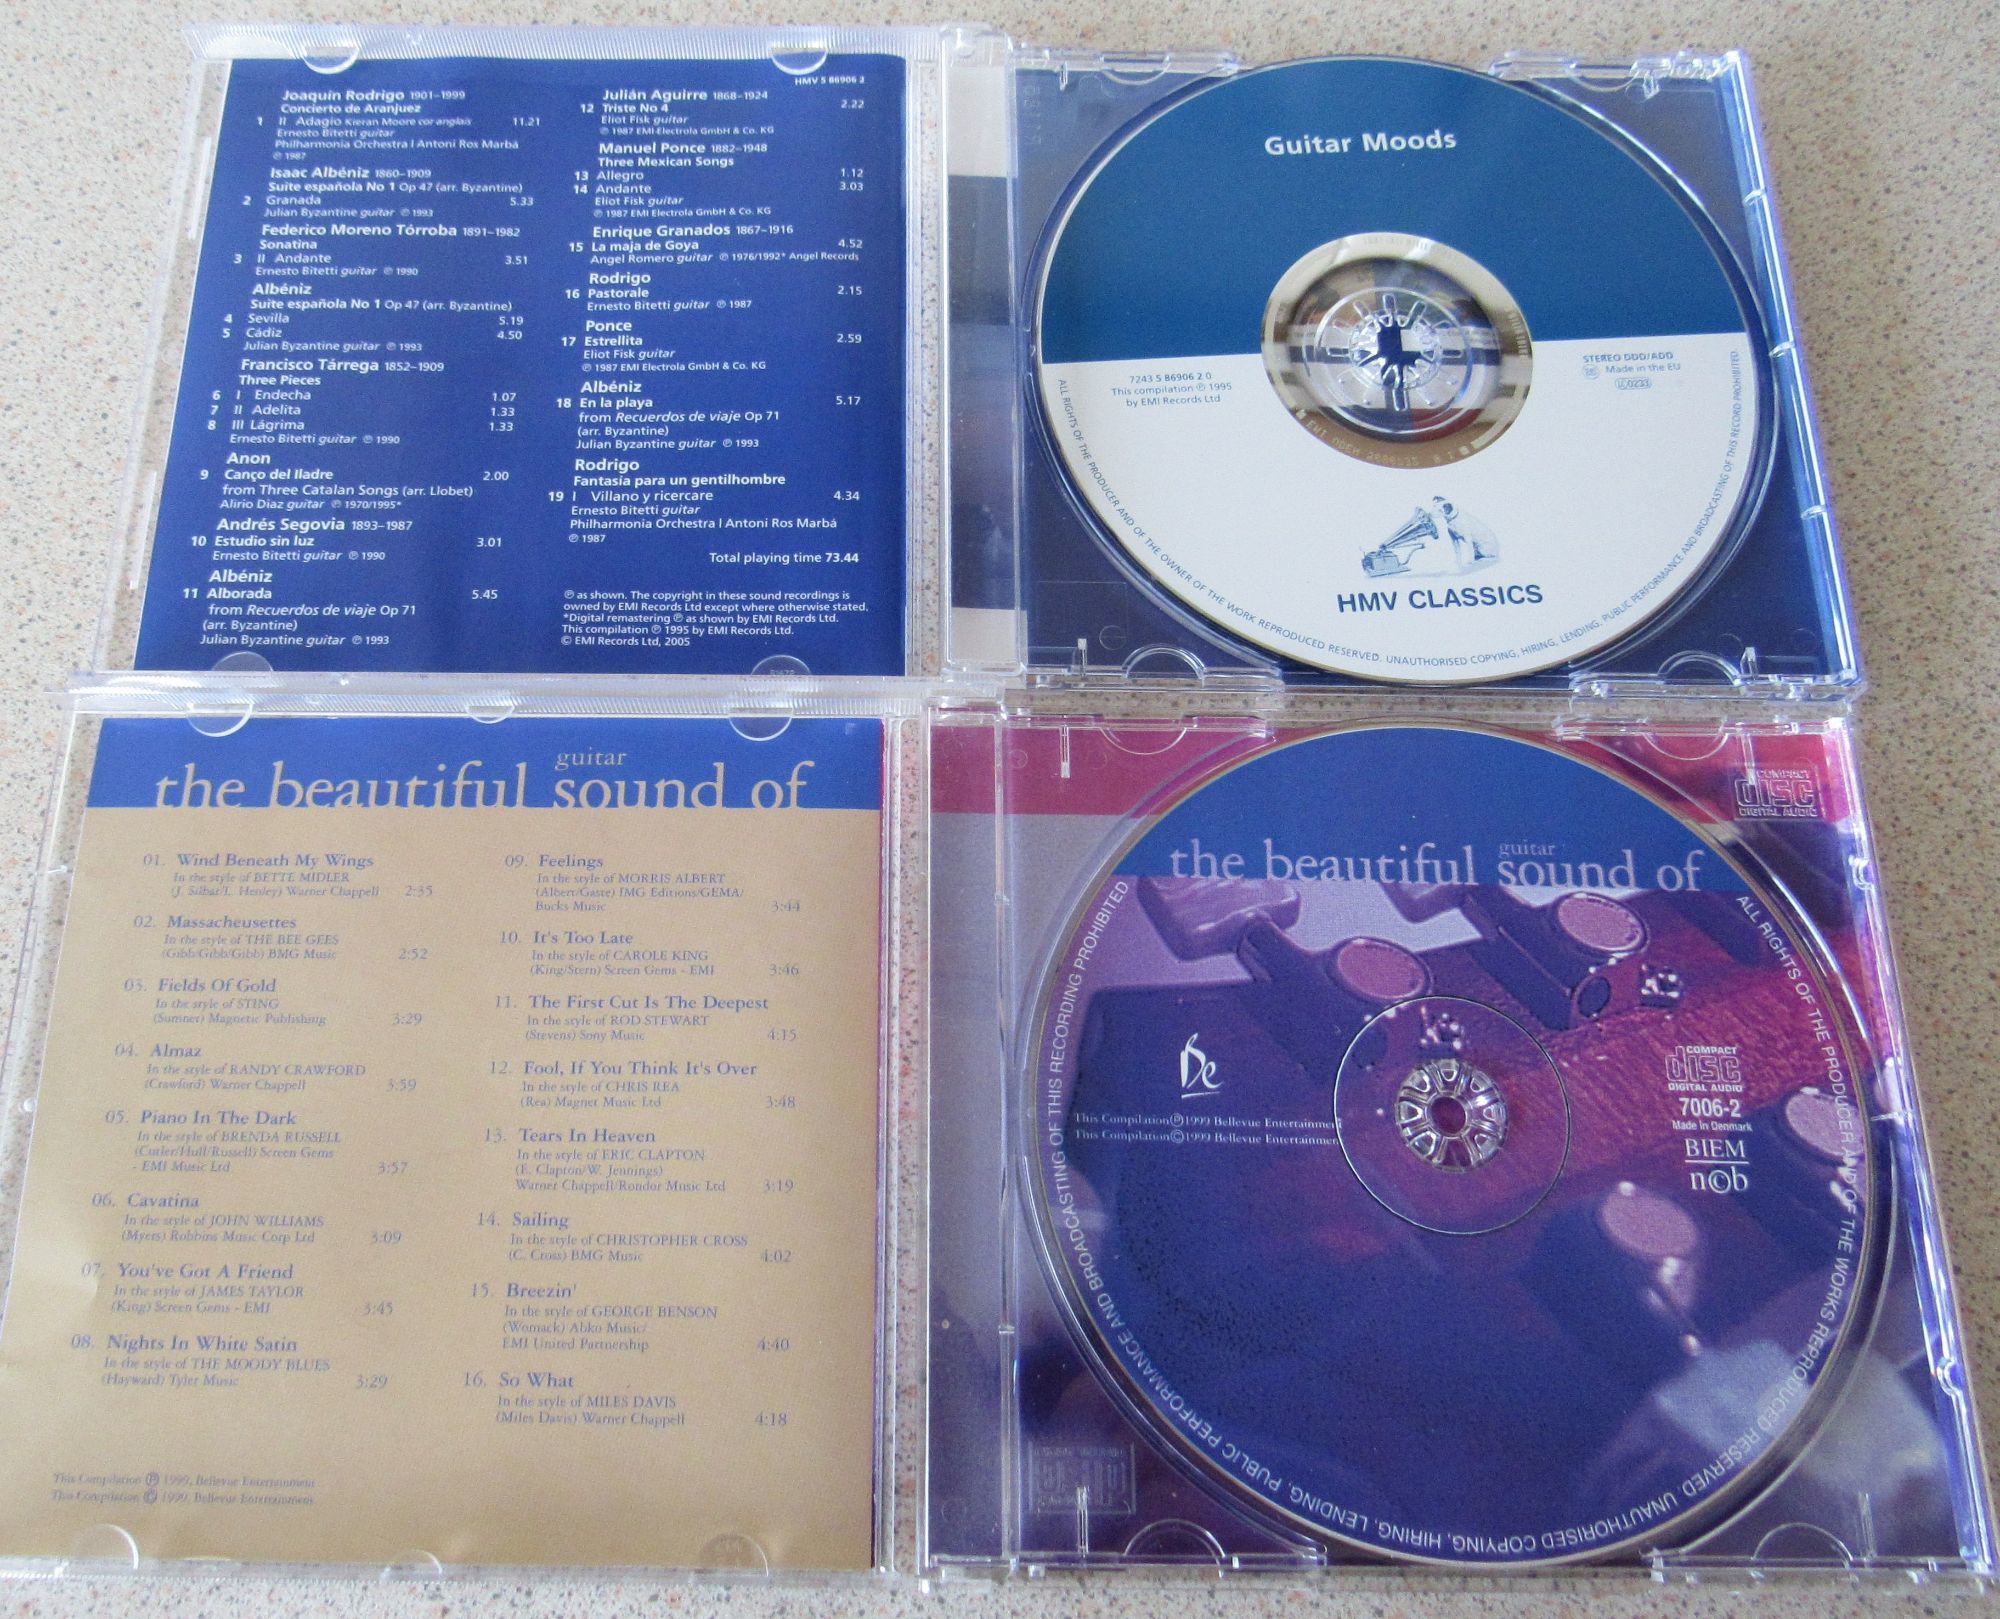 HMV 5 86906 2
Joaquín Rodrigo 1901–1999
Concierto de Aranjuez
1 II Adagio Kieran Moore cor anglais 11.21
Ernesto Bitetti guitar
Philharmonia Orchestra | Antoni Ros Marbà
℗ 1987
Isaac Albéniz 1860–1909
Suite española No 1 Op 47 (arr. Byzantine)
2 Granada 5.33
Julian Byzantine guitar ℗ 1993
Federico Moreno Tórroba 1891–1982
Sonatina
3 II Andante 3.51
Ernesto Bitetti guitar ℗ 1990
Albéniz
Suite española No 1 Op 47 (arr. Byzantine)
4 Sevilla 5.19
5 Cádiz 4.50
Julian Byzantine guitar ℗ 1993
Francisco Tárrega 1852–1909
Three Pieces
6 I Endecha 1.07
7 II Adelita 1.33
8 III Lágrima 1.33
Ernesto Bitetti guitar ℗ 1990
Anon
9 Canço del lladre 2.00
from Three Catalan Songs (arr. Llobet)
Alirio Diaz guitar ℗ 1970/1995*
Andrés Segovia 1893–1987
10 Estudio sin luz 3.01
Ernesto Bitetti guitar ℗ 1990
Albéniz
11 Alborada 5.45
from Recuerdos de viaje Op 71
(arr. Byzantine)
Julian Byzantine guitar ℗ 1993
Julián Aguirre 1868–1924
12 Triste No 4 2.22
Eliot Fisk guitar
℗ 1987 EMI Electrola GmbH & Co. KG
Manuel Ponce 1882–1948
Three Mexican Songs
13 Allegro 1.12
14 Andante 3.03
Eliot Fisk guitar
℗ 1987 EMI Electrola GmbH & Co. KG
Enrique Granados 1867–1916
15 La maja de Goya 4.52
Angel Romero guitar ℗ 1976/1992* Angel Records
Rodrigo
16 Pastorale 2.15
Ernesto Bitetti guitar ℗ 1987
Ponce
17 Estrellita 2.59
Eliot Fisk guitar
℗ 1987 EMI Electrola GmbH & Co. KG
Albéniz
18 En la playa 5.17
from Recuerdos de viaje Op 71
(arr. Byzantine)
Julian Byzantine guitar ℗ 1993
Rodrigo
Fantasía para un gentilhombre
19 I Villano y ricercare 4.34
Ernesto Bitetti guitar
Philharmonia Orchestra | Antoni Ros Marbà
℗ 1987
Total playing time 73.44
℗ as shown. The copyright in these sound recordings is
owned by EMI Records Ltd except where otherwise stated.
*Digital remastering ℗ as shown by EMI Records Ltd.
This compilation ℗ 1995 by EMI Records Ltd.
© EMI Records Ltd, 2005
Guitar Moods
7243 5 86906 2 0
This compilation ℗ 1995
by EMI Records Ltd
STEREO DDD/ADD
Made in the EU
HMV CLASSICS
ALL RIGHTS OF THE PRODUCER AND OF THE OWNER OF THE WORK REPRODUCED RESERVED. UNAUTHORISED COPYING, HIRING, LENDING, PUBLIC PERFORMANCE AND BROADCASTING OF THIS RECORD PROHIBITED
guitar
the beautiful sound of
01. Wind Beneath My Wings
In the style of BETTE MIDLER
(J. Silbar/L. Henley) Warner Chappell 2:35
02. Massacheusettes
In the style of THE BEE GEES
(Gibb/Gibb/Gibb) BMG Music 2:52
03. Fields Of Gold
In the style of STING
(Sumner) Magnetic Publishing 3:29
04. Almaz
In the style of RANDY CRAWFORD
(Crawford) Warner Chappell 3:59
05. Piano In The Dark
In the style of BRENDA RUSSELL
(Cutler/Hull/Russell) Screen Gems
- EMI Music Ltd 3:57
06. Cavatina
In the style of JOHN WILLIAMS
(Myers) Robbins Music Corp Ltd 3:09
07. You've Got A Friend
In the style of JAMES TAYLOR
(King) Screen Gems - EMI 3:45
08. Nights In White Satin
In the style of THE MOODY BLUES
(Hayward) Tyler Music 3:29
09. Feelings
In the style of MORRIS ALBERT
(Albert/Gaste) IMG Editions/GEMA/
Bucks Music 3:44
10. It's Too Late
In the style of CAROLE KING
(King/Stern) Screen Gems - EMI 3:46
11. The First Cut Is The Deepest
In the style of ROD STEWART
(Stevens) Sony Music 4:15
12. Fool, If You Think It's Over
In the style of CHRIS REA
(Rea) Magnet Music Ltd 3:48
13. Tears In Heaven
In the style of ERIC CLAPTON
(E. Clapton/W. Jennings)
Warner Chappell/Rondor Music Ltd 3:19
14. Sailing
In the style of CHRISTOPHER CROSS
(C. Cross) BMG Music 4:02
15. Breezin'
In the style of GEORGE BENSON
(Womack) Abko Music/
EMI United Partnership 4:40
16. So What
In the style of MILES DAVIS
(Miles Davis) Warner Chappell 4:18
This Compilation ℗ 1999, Bellevue Entertainment
This Compilation © 1999, Bellevue Entertainment
COMPACT
disc
DIGITAL AUDIO
guitar
the beautiful sound of
Be
This Compilation ℗ 1999 Bellevue Entertainment
This Compilation © 1999 Bellevue Entertainment
COMPACT
disc
DIGITAL AUDIO
7006-2
Made In Denmark
BIEM
n©b
ALL RIGHTS OF THE PRODUCER AND OF THE WORKS REPRODUCED RESERVED. UNAUTHORISED COPYING, HIRING, LENDING, PUBLIC PERFORMANCE AND BROADCASTING OF THIS RECORDING PROHIBITED